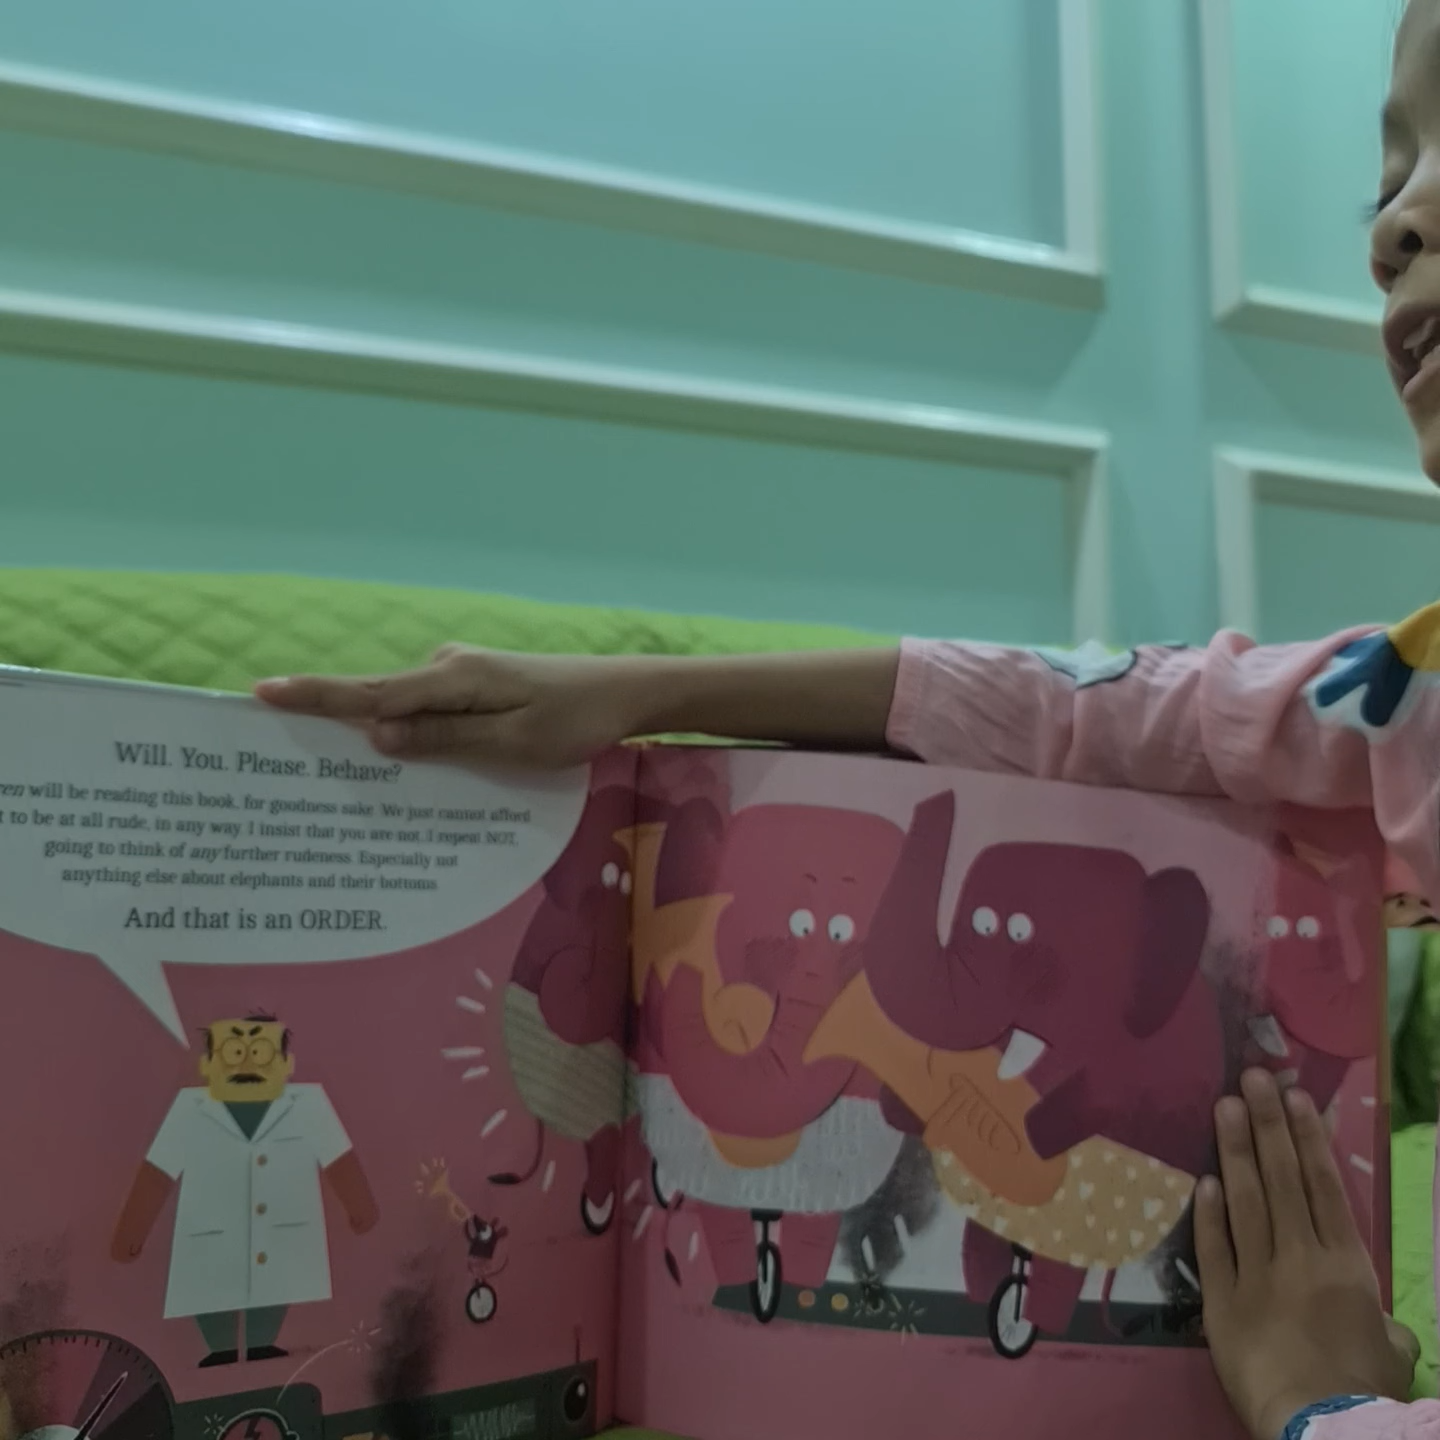 Will. You. Please. Behave?
will be reading this book, for goodness sake. We just cannot afford
to be at all rude, in any way. I insist that you are not, I repeat NOT,
going to think of any further rudeness. Especially not
anything else about elephants and their bottoms.
And that is an ORDER.